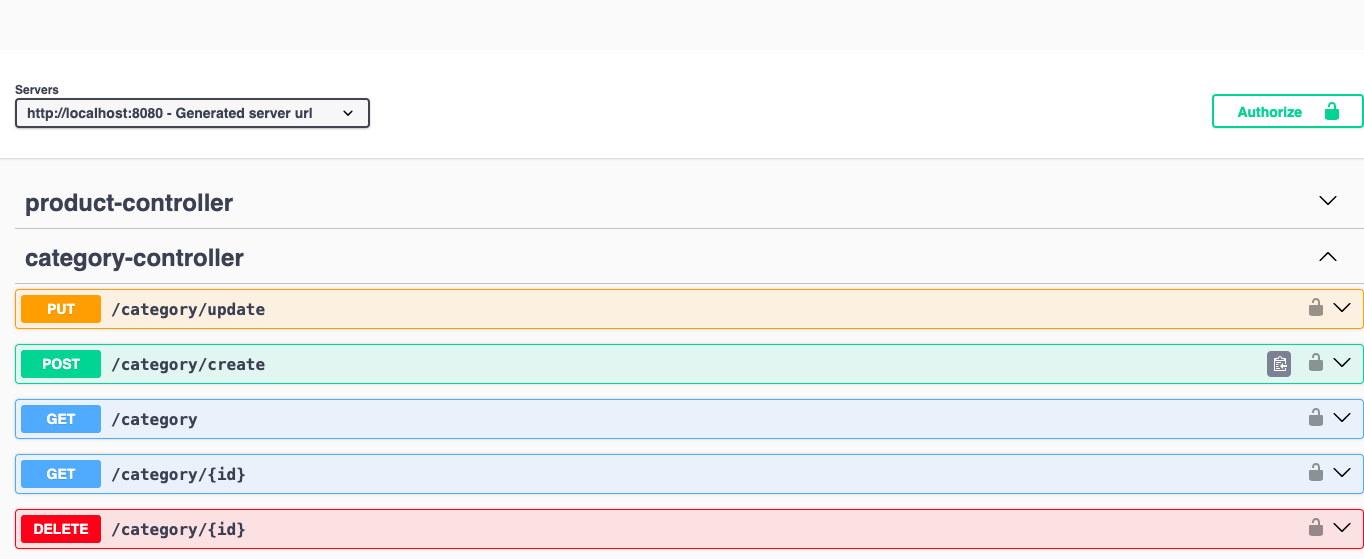 Servers
http://localhost:8080 - Generated server url
Authorize
product-controller
category-controller
PUT /category/update
POST /category/create
GET /category
GET /category/{id}
DELETE /category/{id}